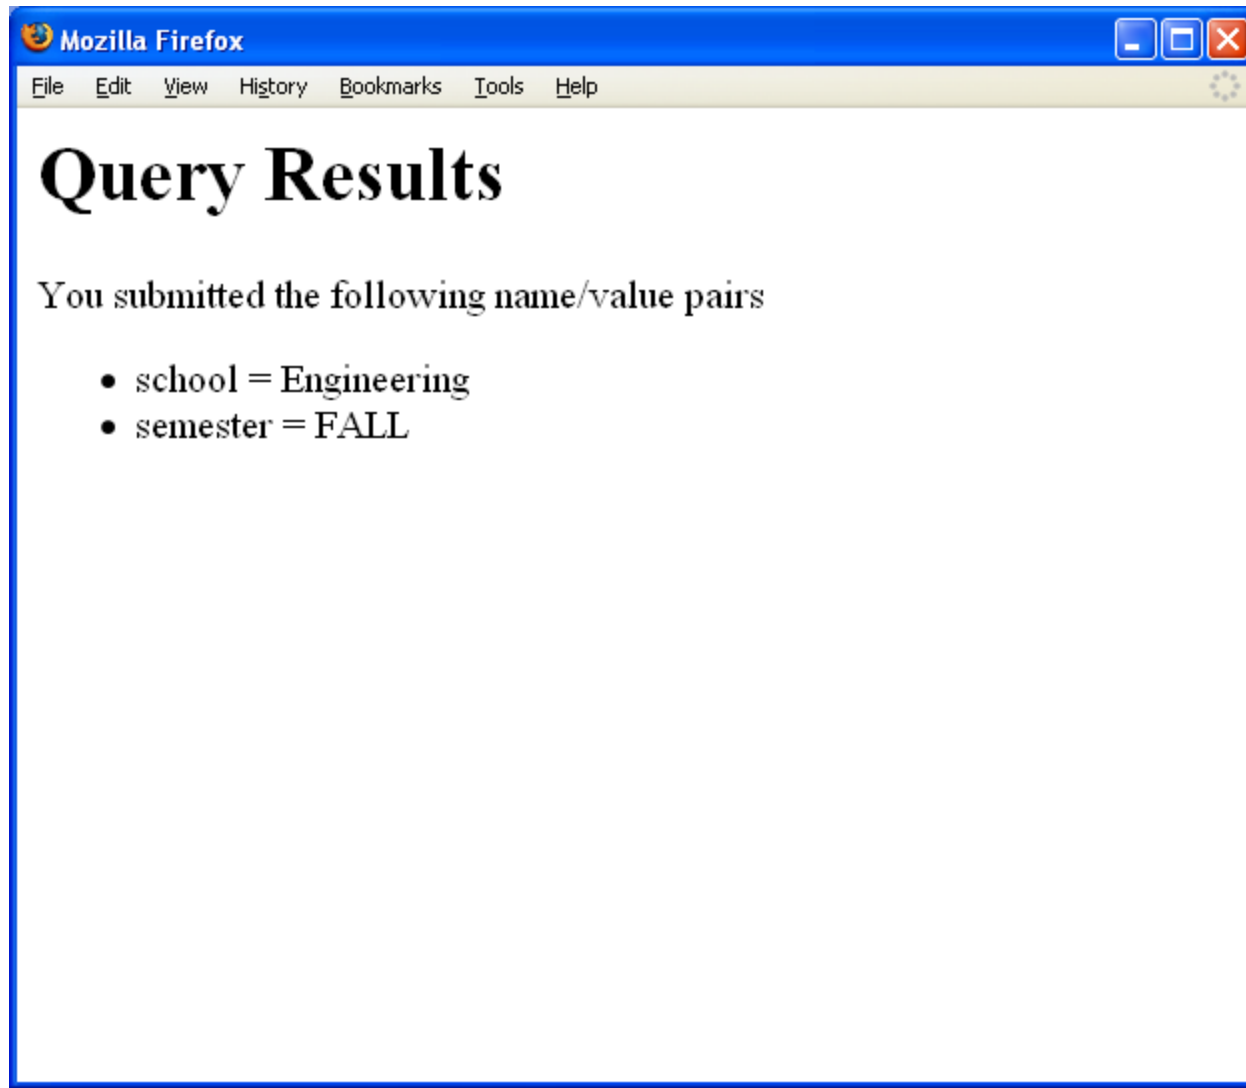 Mozilla Firefox
File Edit View History Bookmarks Tools Help
Query Results
You submitted the following name/value pairs
• school = Engineering
• semester = FALL